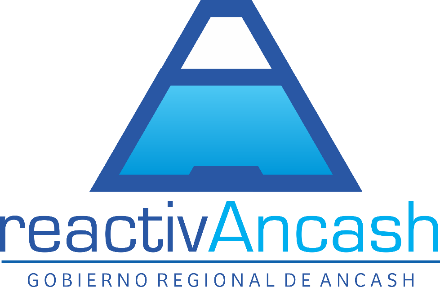 reactivAncash
GOBIERNO REGIONAL DE ANCASH